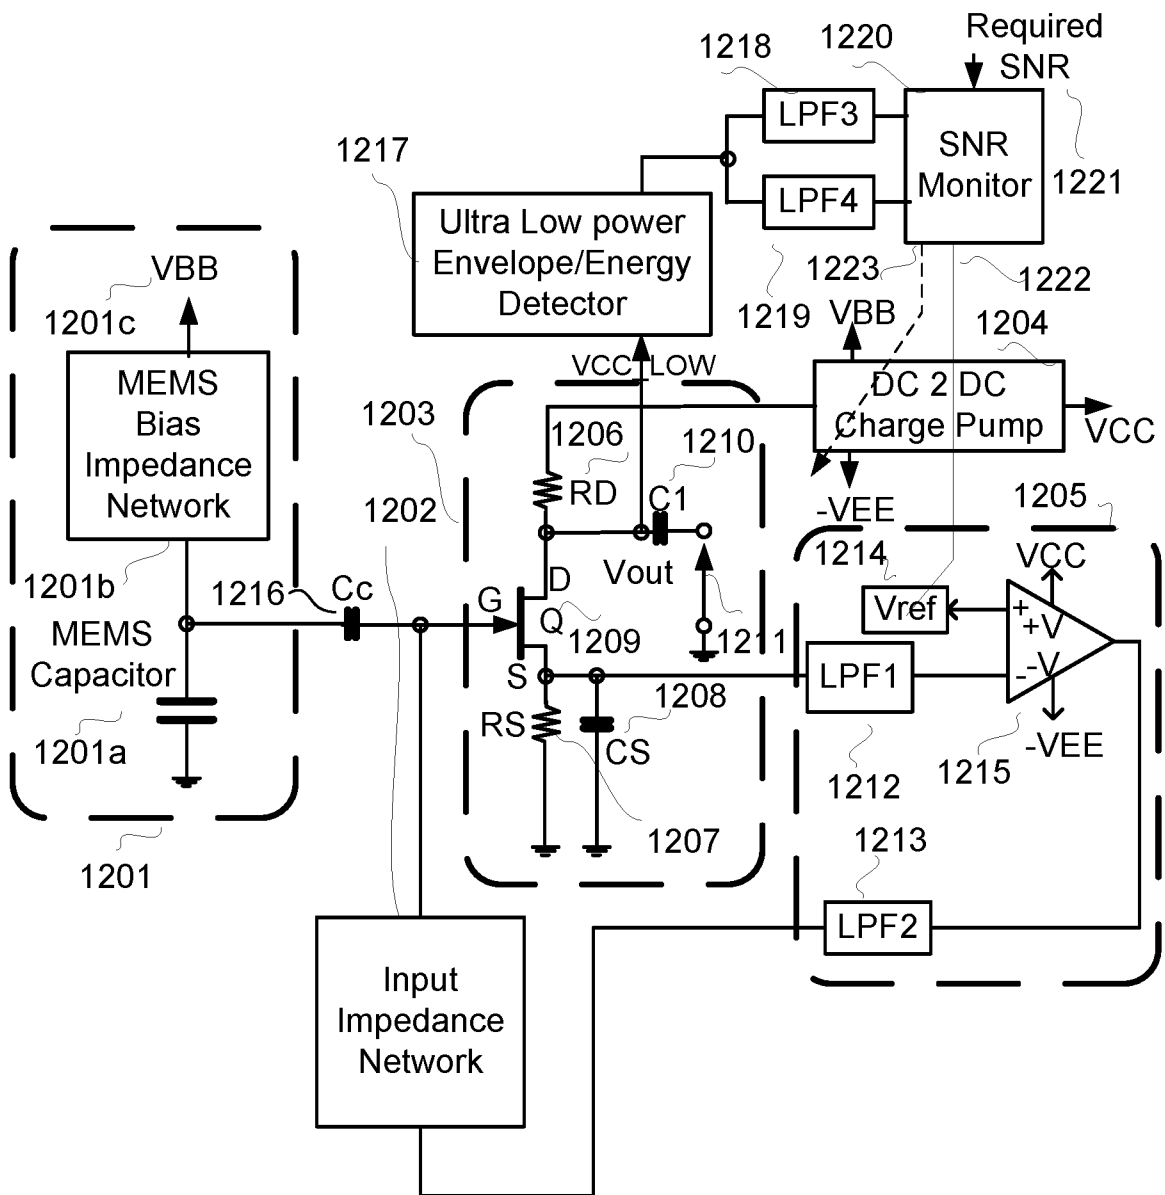 Required
SNR
1218
1220
LPF3
SNR
Monitor
1221
1217
LPF4
Ultra Low power
Envelope/Energy
Detector
1223
1222
1219
VBB
1204
VBB
1201c
MEMS
Bias
Impedance
Network
VCC_LOW
DC 2 DC
Charge Pump
VCC
1203
1206
1210
RD
C1
-VEE
1205
1202
1214
VCC
1201b
1216
Cc
D
Vout
G
Q
1209
1211
Vref
+
+V
MEMS
Capacitor
S
LPF1
-
-V
RS
1208
CS
-VEE
1201a
1212
1215
1207
1213
1201
LPF2
Input
Impedance
Network